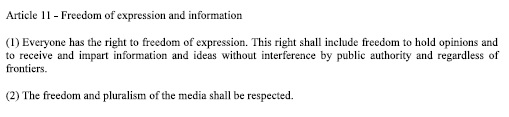 Article 11 - Freedom of expression and information
(1) Everyone has the right to freedom of expression. This right shall include freedom to hold opinions and
to receive and impart information and ideas without interference by public authority and regardless of
frontiers.
(2) The freedom and pluralism of the media shall be respected.